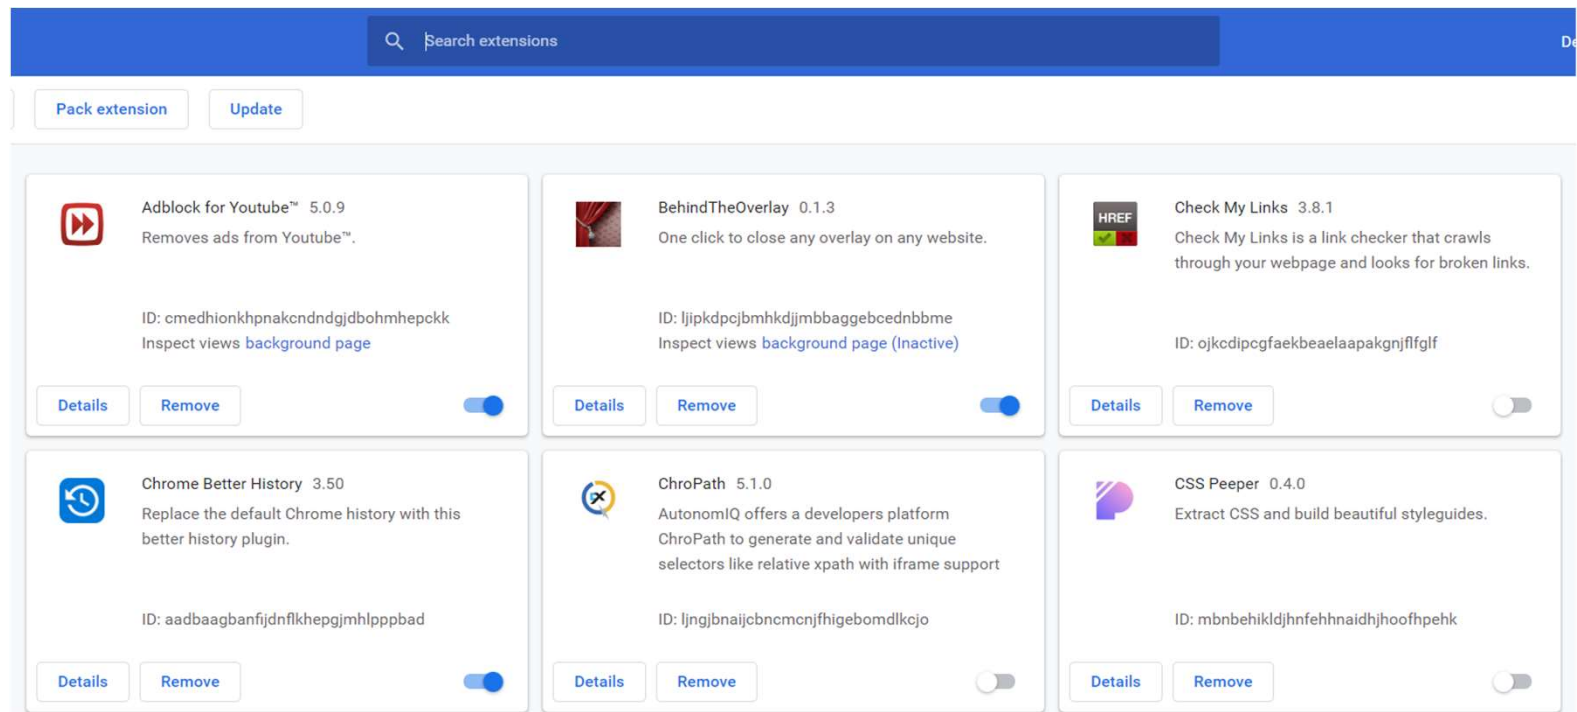 Search extensions
Pack extension
Update
Adblock for Youtube™ 5.0.9
Removes ads from Youtube™.
ID: cmedhionkhpnakcndndgjdbohmhepckk
Inspect views background page
Details
Remove
BehindTheOverlay 0.1.3
One click to close any overlay on any website.
ID: ljipkdpcjbmhkdjjmbbaggebcednbbme
Inspect views background page (Inactive)
Details
Remove
HREF
Check My Links 3.8.1
Check My Links is a link checker that crawls
through your webpage and looks for broken links.
ID: ojkcdipcgfaekbeaelaapakgnjflfglf
Details
Remove
Chrome Better History 3.50
Replace the default Chrome history with this
better history plugin.
ID: aadbaagbanfijdnflkhepgjmhlpppbad
Details
Remove
ChroPath 5.1.0
AutonomIQ offers a developers platform
ChroPath to generate and validate unique
selectors like relative xpath with iframe support
ID: ljngjbnaijcbncmcnjfhigebomdlkcjo
Details
Remove
CSS Peeper 0.4.0
Extract CSS and build beautiful styleguides.
ID: mbnbehikldjhnfehhnaidhjhoofhpehk
Details
Remove